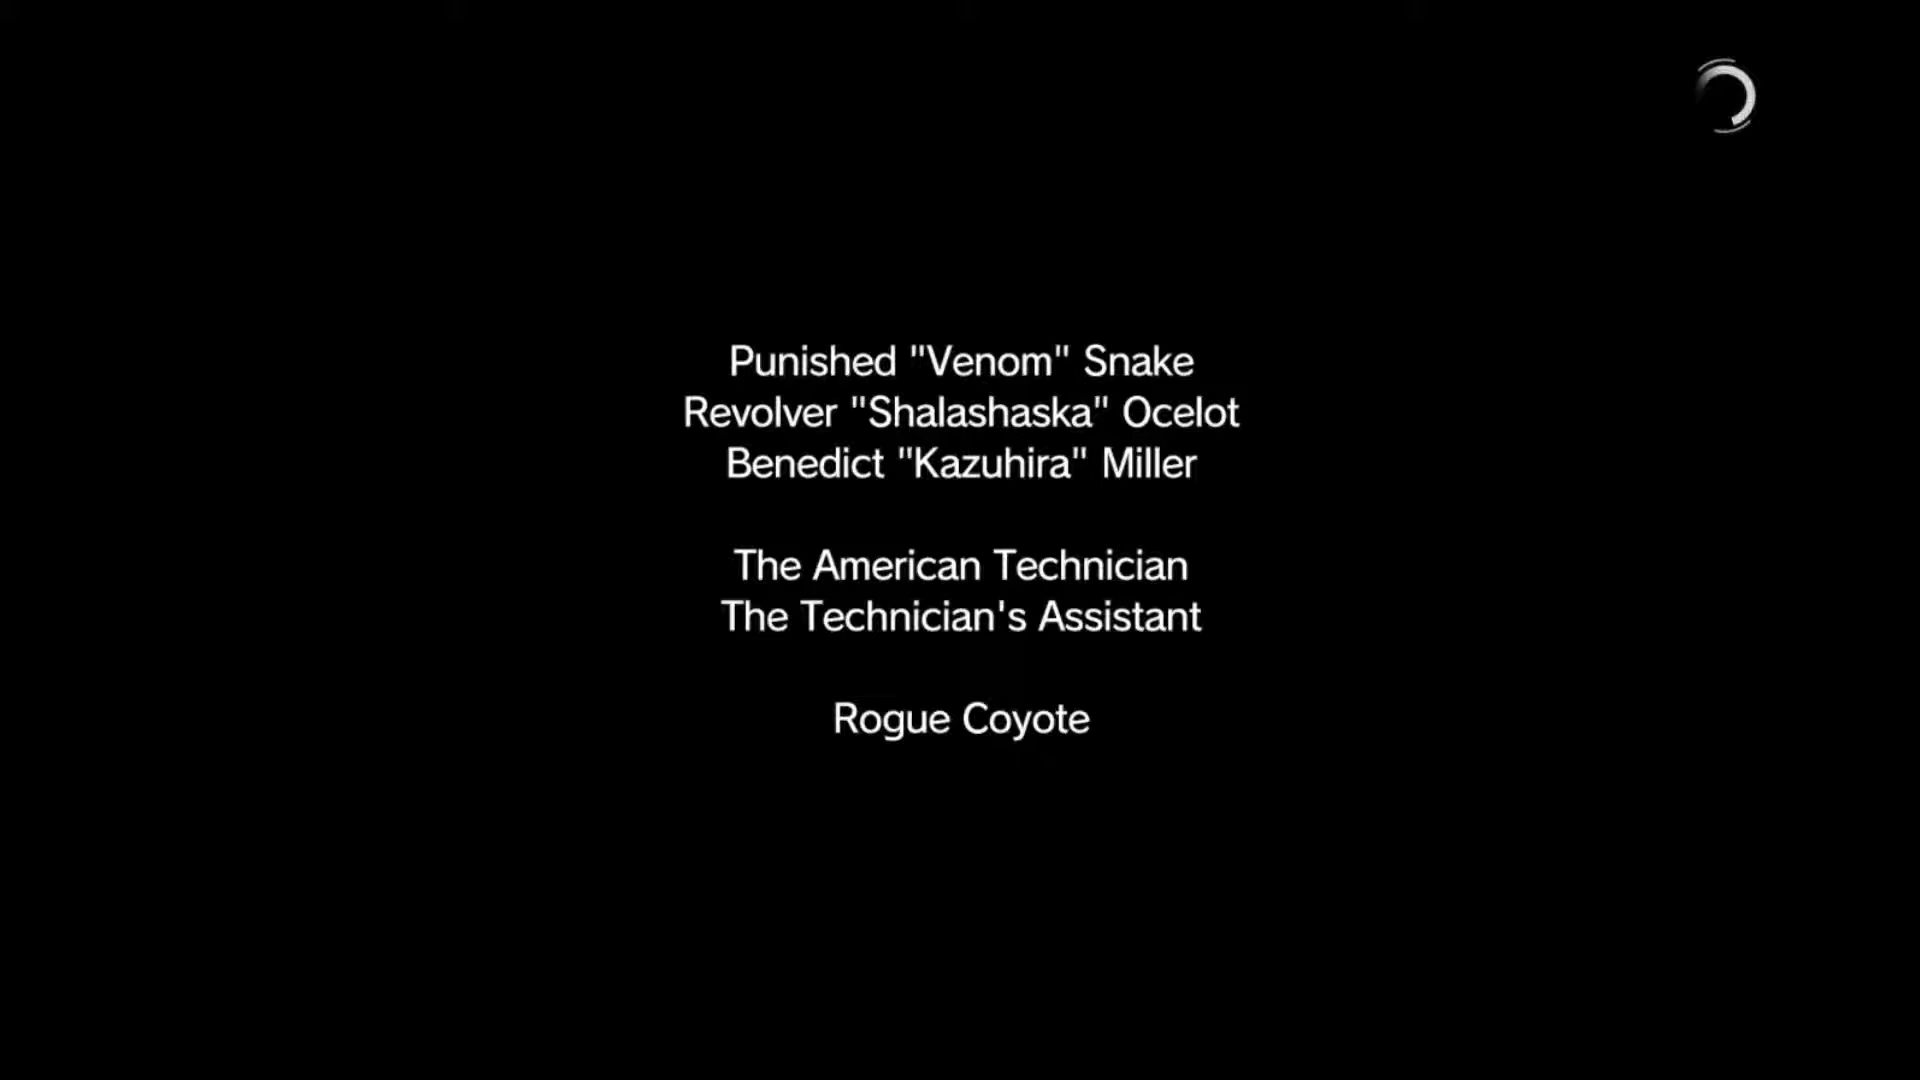 Punished "Venom" Snake
Revolver "Shalashaska" Ocelot
Benedict "Kazuhira" Miller
The American Technician
The Technician's Assistant
Rogue Coyote